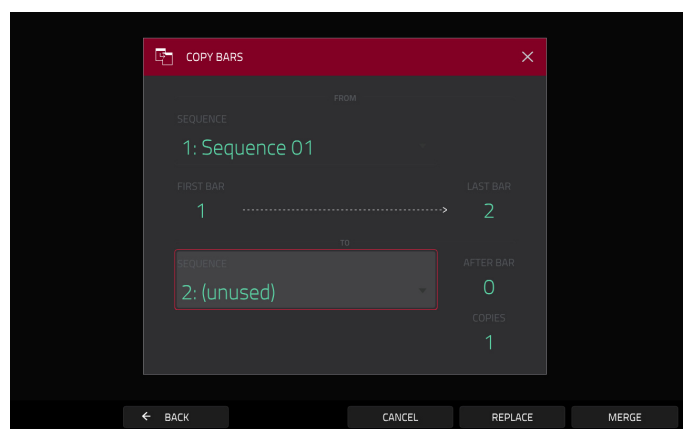 COPY BARS
FROM
SEQUENCE
1: Sequence 01
FIRST BAR LAST BAR
1 2
TO
SEQUENCE AFTER BAR
2: (unused) 0
COPIES
1
BACK CANCEL REPLACE MERGE